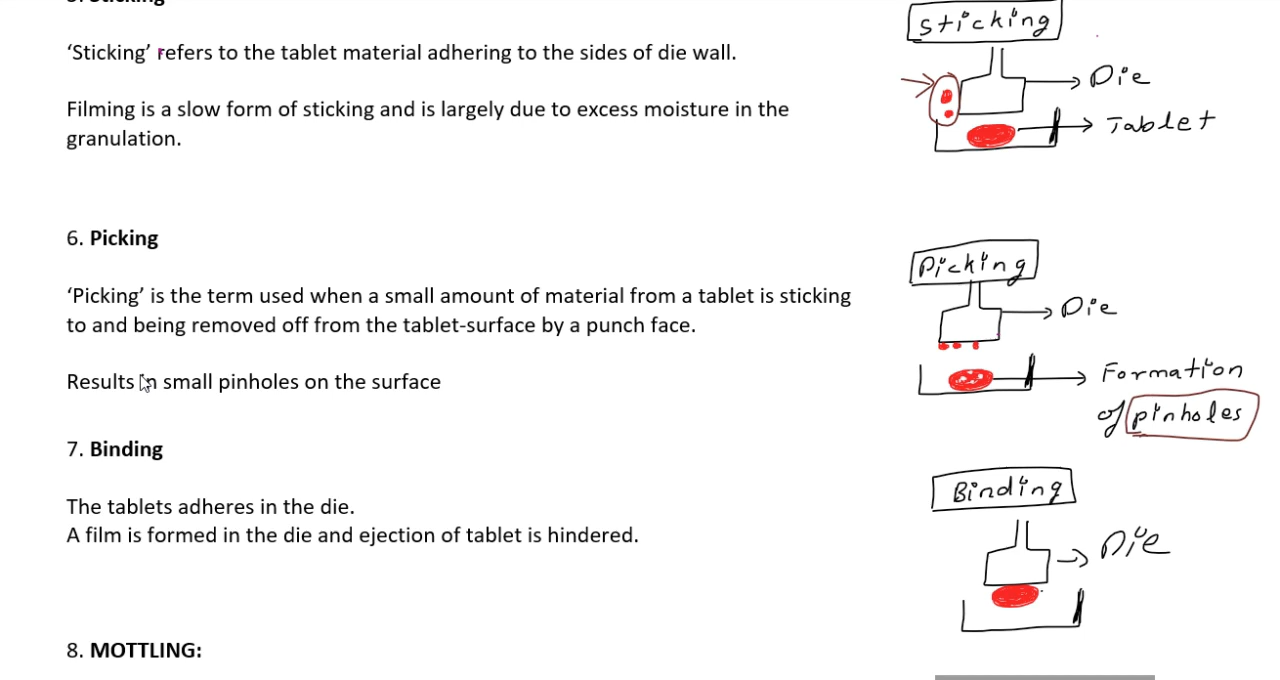 5. Sticking
‘Sticking’ refers to the tablet material adhering to the sides of die wall.
Filming is a slow form of sticking and is largely due to excess moisture in the
granulation.
Sticking
Die
Tablet
6. Picking
‘Picking’ is the term used when a small amount of material from a tablet is sticking
to and being removed off from the tablet-surface by a punch face.
Results in small pinholes on the surface
Picking
Die
Formation
of pinholes
7. Binding
The tablets adheres in the die.
A film is formed in the die and ejection of tablet is hindered.
Binding
Die
8. MOTTLING: